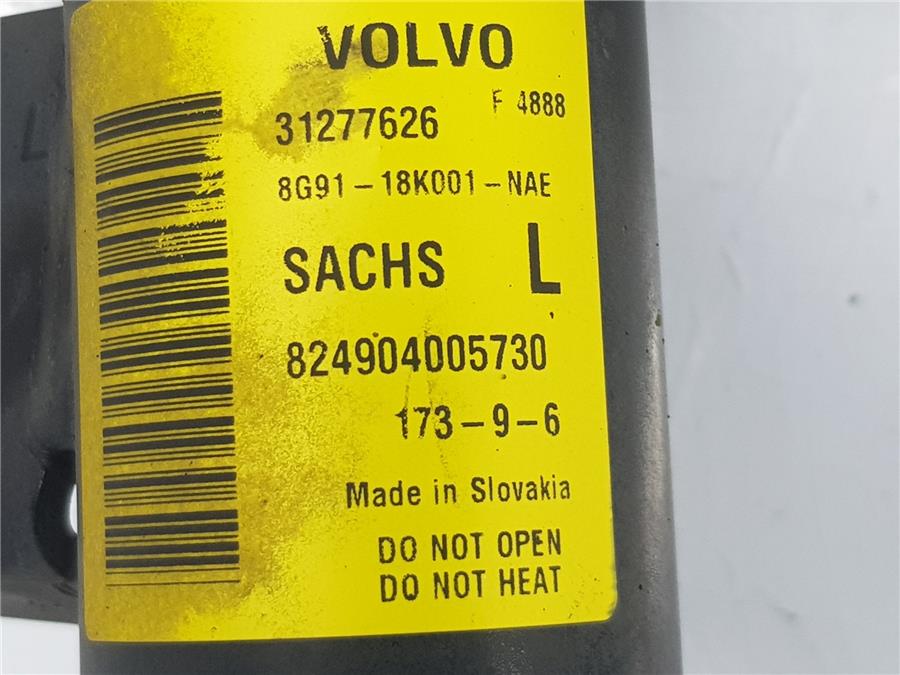 VOLVO
31277626 F 4888
8G91-18K001-NAE
SACHS L
824904005730
173-9-6
Made in Slovakia
DO NOT OPEN
DO NOT HEAT
L